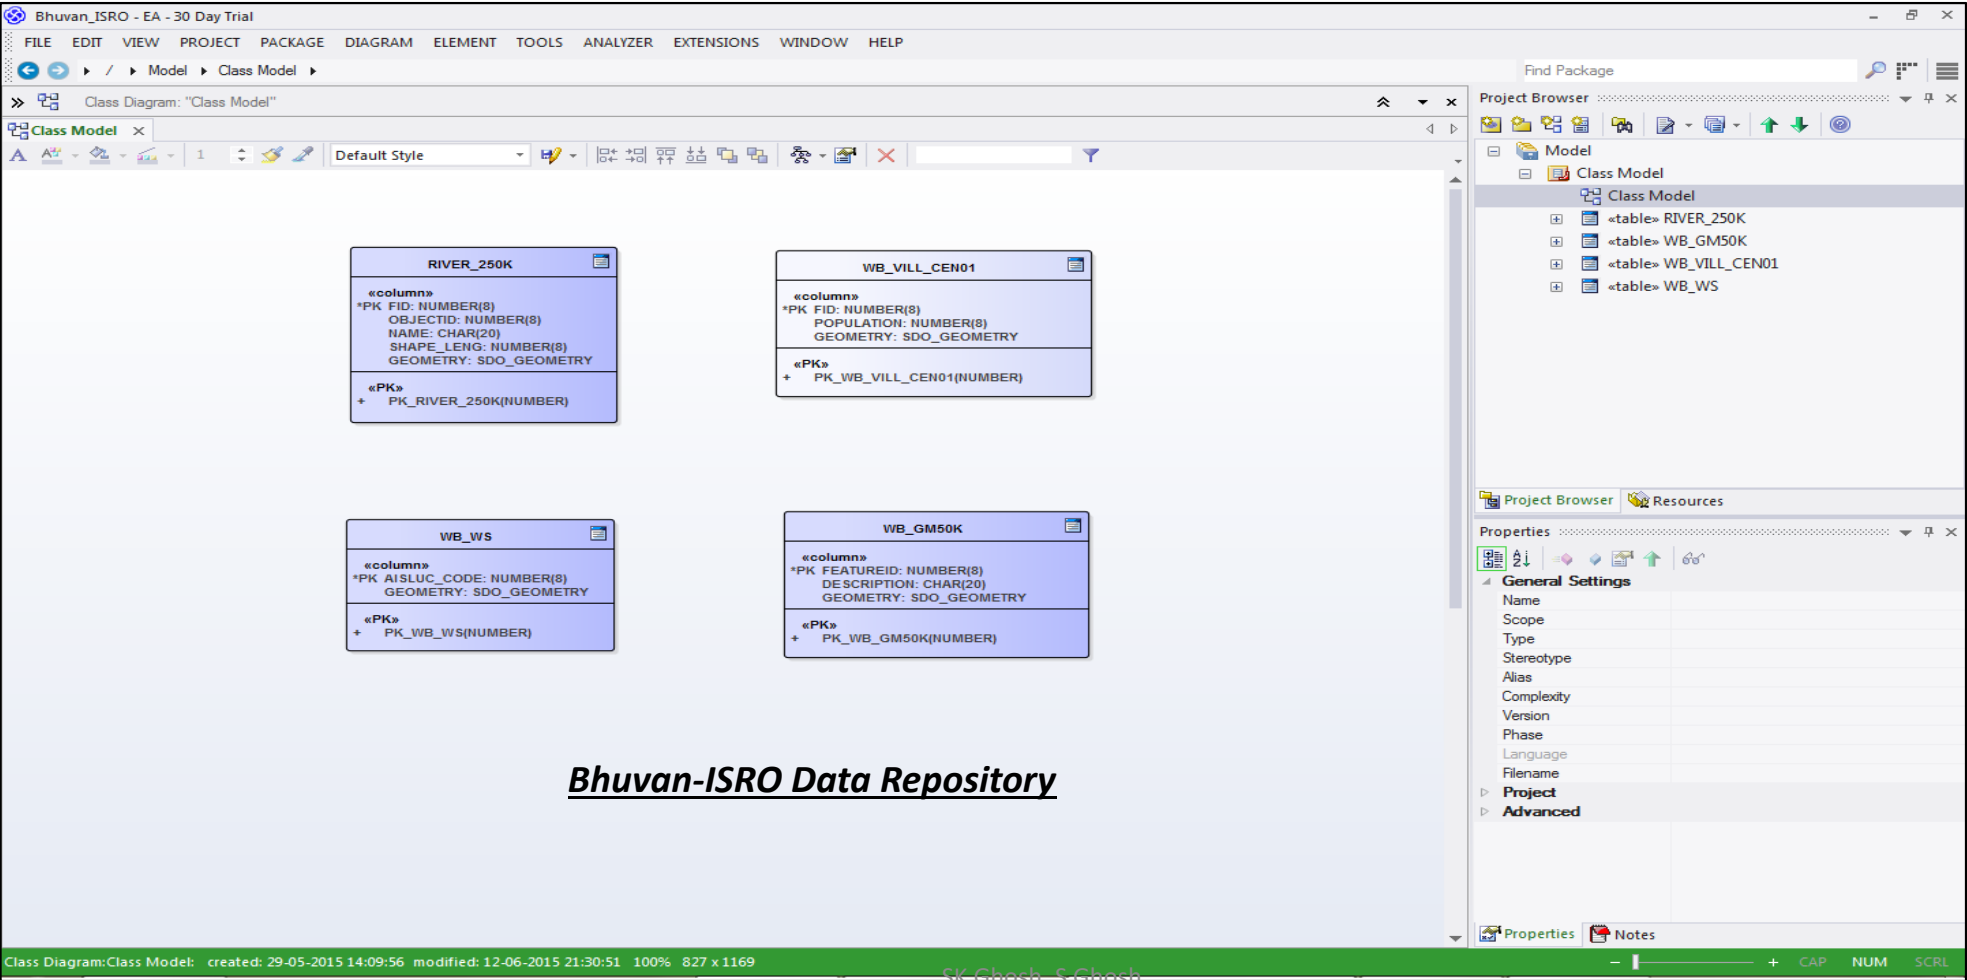 Bhuvan_ISRO - EA - 30 Day Trial
FILE EDIT VIEW PROJECT PACKAGE DIAGRAM ELEMENT TOOLS ANALYZER EXTENSIONS WINDOW HELP
/ Model Class Model
Find Package
Class Diagram: "Class Model"
Class Model
1
Default Style
RIVER_250K
«column»
*PK FID: NUMBER(8)
OBJECTID: NUMBER(8)
NAME: CHAR(20)
SHAPE_LENG: NUMBER(8)
GEOMETRY: SDO_GEOMETRY
«PK»
+ PK_RIVER_250K(NUMBER)
WB_VILL_CEN01
«column»
*PK FID: NUMBER(8)
POPULATION: NUMBER(8)
GEOMETRY: SDO_GEOMETRY
«PK»
+ PK_WB_VILL_CEN01(NUMBER)
WB_WS
«column»
*PK AISLUC_CODE: NUMBER(8)
GEOMETRY: SDO_GEOMETRY
«PK»
+ PK_WB_WS(NUMBER)
WB_GM50K
«column»
*PK FEATUREID: NUMBER(8)
DESCRIPTION: CHAR(20)
GEOMETRY: SDO_GEOMETRY
«PK»
+ PK_WB_GM50K(NUMBER)
Bhuvan-ISRO Data Repository
Project Browser
Model
Class Model
Class Model
«table» RIVER_250K
«table» WB_GM50K
«table» WB_VILL_CEN01
«table» WB_WS
Project Browser Resources
Properties
General Settings
Name
Scope
Type
Stereotype
Alias
Complexity
Version
Phase
Language
Filename
Project
Advanced
Properties Notes
Class Diagram:Class Model: created: 29-05-2015 14:09:56 modified: 12-06-2015 21:30:51 100% 827 x 1169
CAP NUM SCRL
SK Ghosh, S Ghosh